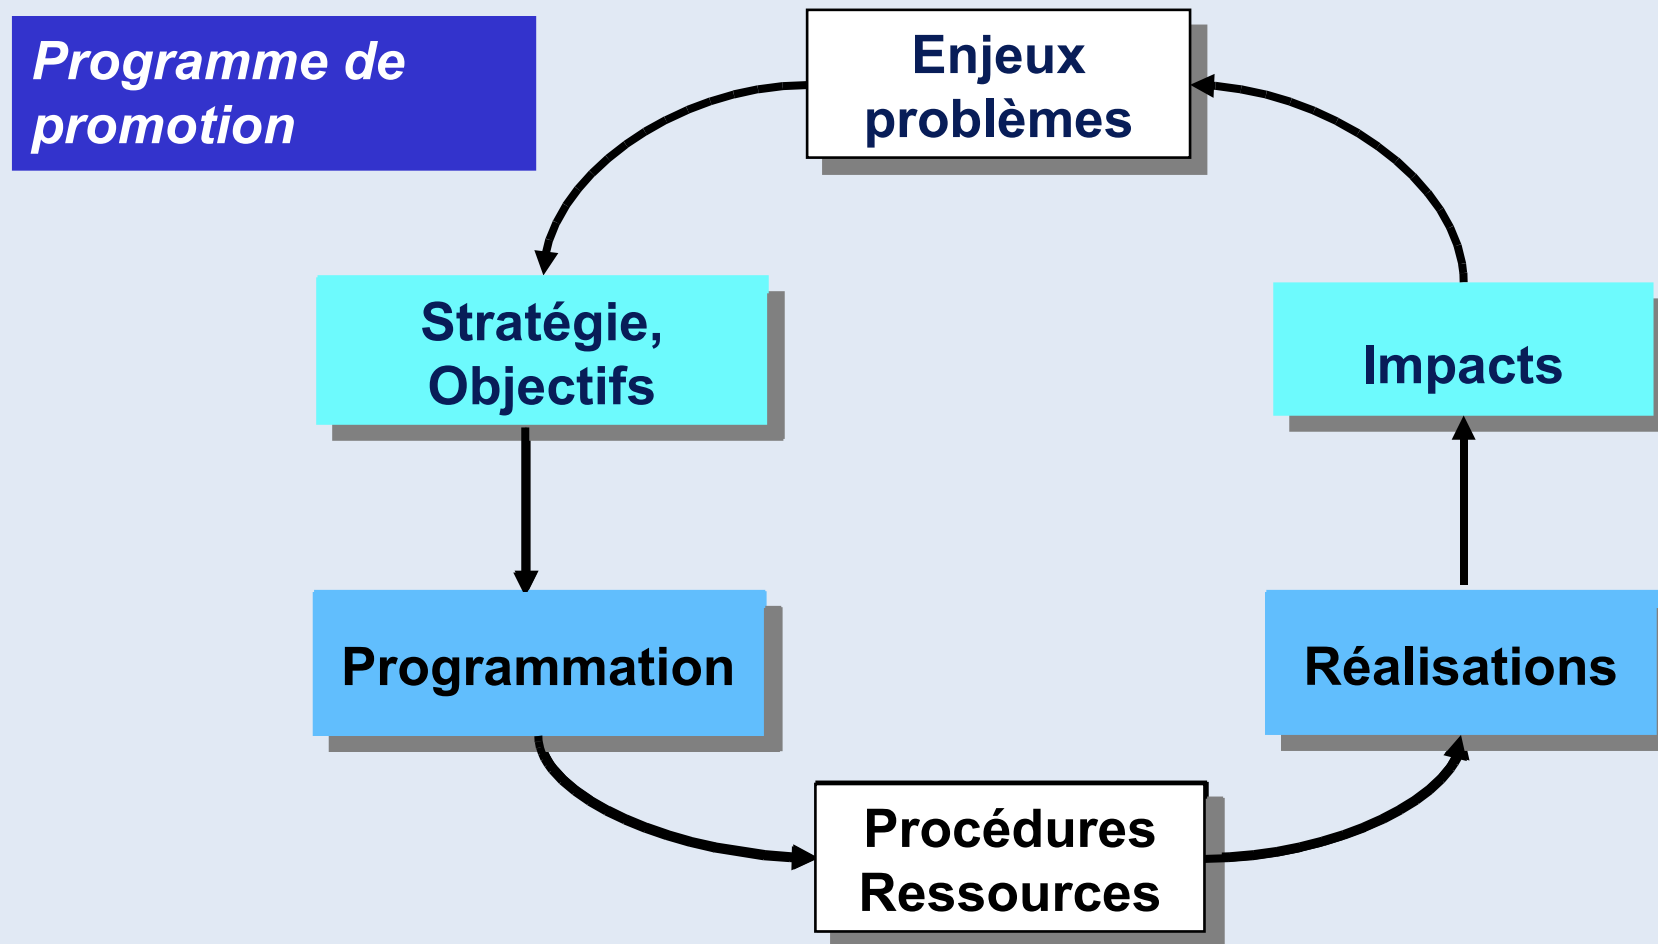 Programme de
promotion
Enjeux
problèmes
Stratégie,
Objectifs
Impacts
Programmation
Réalisations
Procédures
Ressources